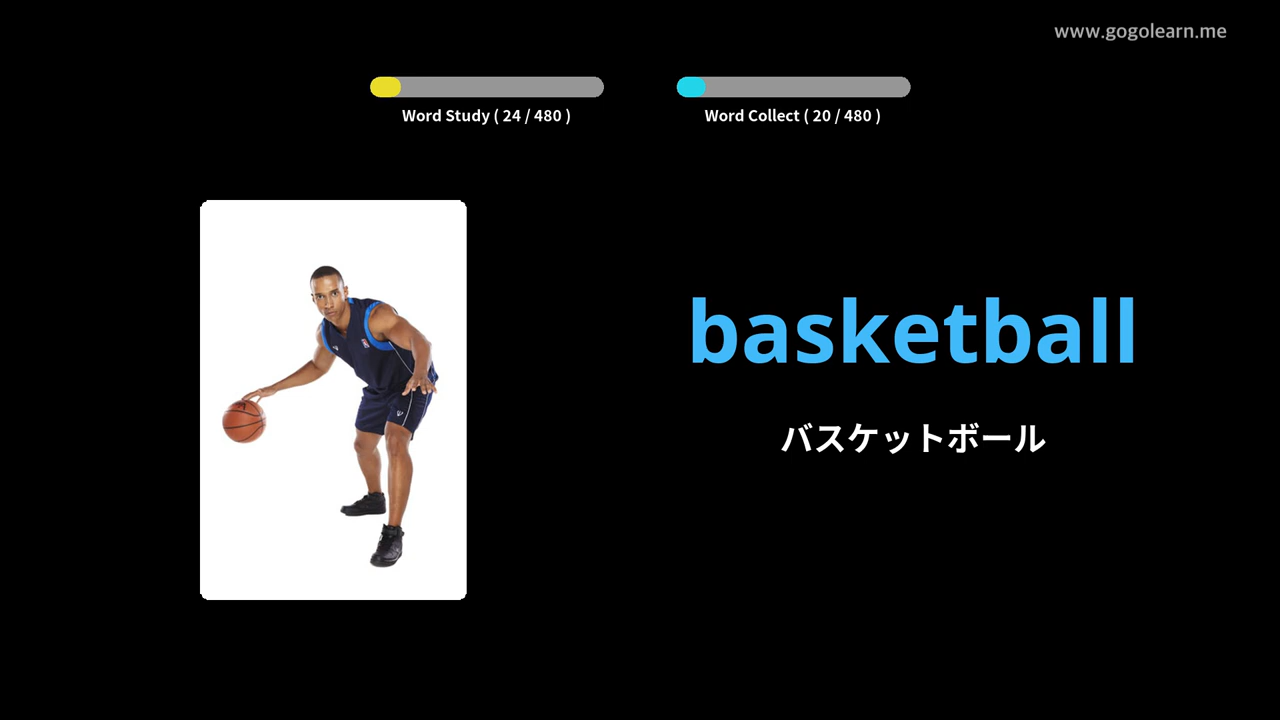 www.gogolearn.me
Word Study ( 24 / 480 )
Word Collect ( 20 / 480 )
basketball
バスケットボール